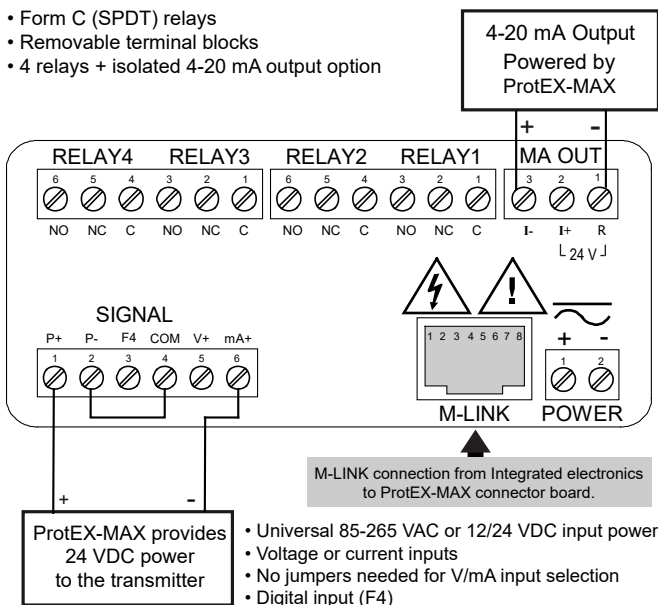 • Form C (SPDT) relays
• Removable terminal blocks
• 4 relays + isolated 4-20 mA output option
4-20 mA Output
Powered by
ProtEX-MAX
+ -
RELAY4 RELAY3 RELAY2 RELAY1 MA OUT
6 5 4 3 2 1 6 5 4 3 2 1 3 2 1
NO NC C NO NC C NO NC C NO NC C I- I+ R
24 V
SIGNAL
P+ P- F4 COM V+ mA+
1 2 3 4 5 6
!
1 2 3 4 5 6 7 8
+ -
1 2
M-LINK POWER
M-LINK connection from Integrated electronics
to ProtEX-MAX connector board.
+ -
ProtEX-MAX provides
24 VDC power
to the transmitter
• Universal 85-265 VAC or 12/24 VDC input power
• Voltage or current inputs
• No jumpers needed for V/mA input selection
• Digital input (F4)